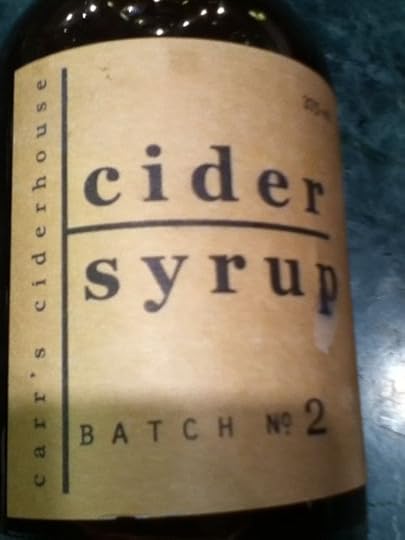 carr's ciderhouse
cider
syrup
BATCH Nº 2